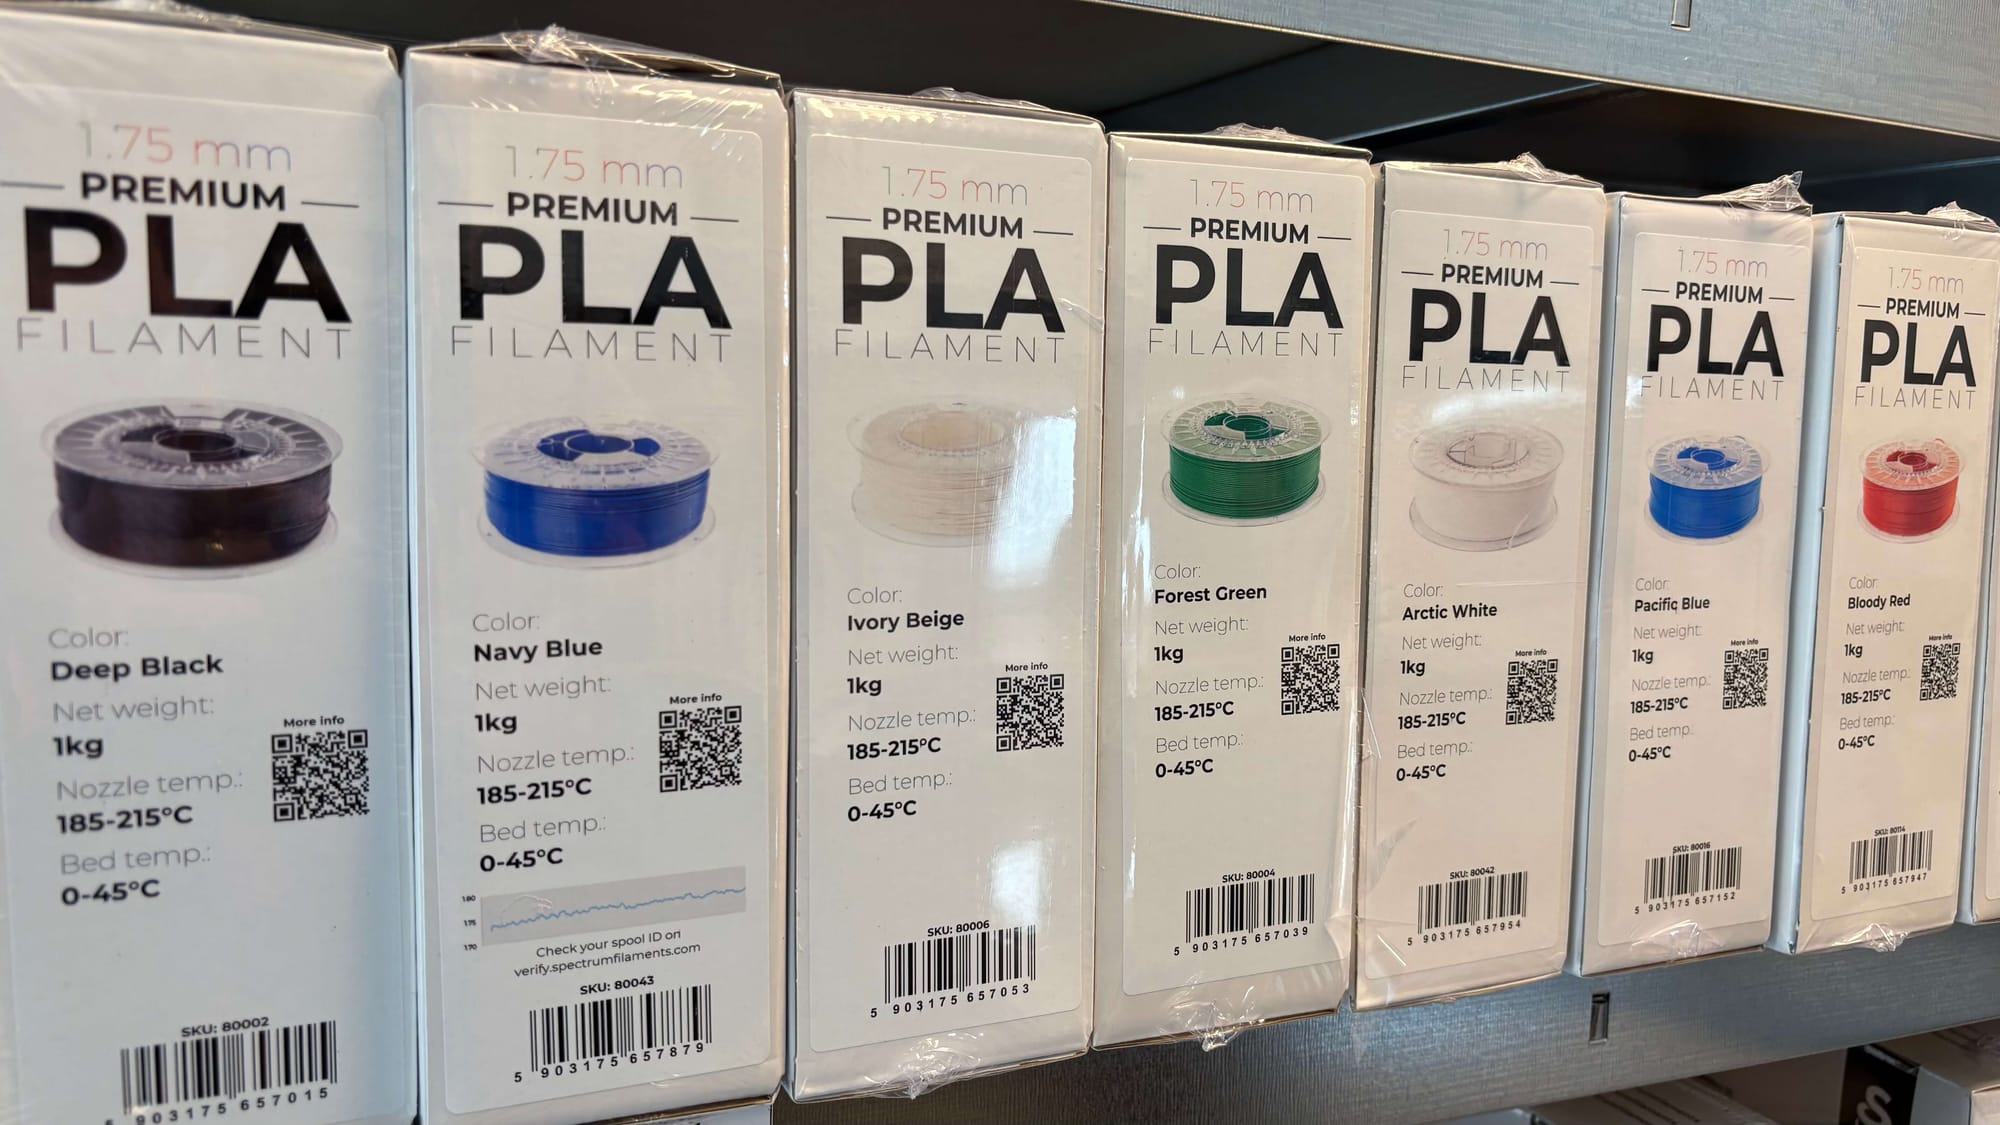 1.75 mm
PREMIUM
PLA
FILAMENT
Color:
Deep Black
Net weight:
1kg
Nozzle temp.:
185-215°C
Bed temp.:
0-45°C
More info
SKU: 80002
5 903175 657015
1.75 mm
PREMIUM
PLA
FILAMENT
Color:
Navy Blue
Net weight:
1kg
Nozzle temp.:
185-215°C
Bed temp.:
0-45°C
More info
1.80
1.75
1.70
Check your spool ID on
verify.spectrumfilaments.com
SKU: 80043
5 903175 657879
1.75 mm
PREMIUM
PLA
FILAMENT
Color:
Ivory Beige
Net weight:
1kg
Nozzle temp.:
185-215°C
Bed temp.:
0-45°C
More info
SKU: 80006
5 903175 657053
1.75 mm
PREMIUM
PLA
FILAMENT
Color:
Forest Green
Net weight:
1kg
Nozzle temp.:
185-215°C
Bed temp.:
0-45°C
More info
SKU: 80004
5 903175 657039
1.75 mm
PREMIUM
PLA
FILAMENT
Color:
Arctic White
Net weight:
1kg
Nozzle temp.:
185-215°C
Bed temp.:
0-45°C
More info
SKU: 80042
5 903175 657954
1.75 mm
PREMIUM
PLA
FILAMENT
Color:
Pacific Blue
Net weight:
1kg
Nozzle temp.:
185-215°C
Bed temp.:
0-45°C
More info
SKU: 80016
5 903175 657152
1.75 mm
PREMIUM
PLA
FILAMENT
Color:
Bloody Red
Net weight:
1kg
Nozzle temp.:
185-215°C
Bed temp.:
0-45°C
More info
SKU: 80114
5 903175 657947